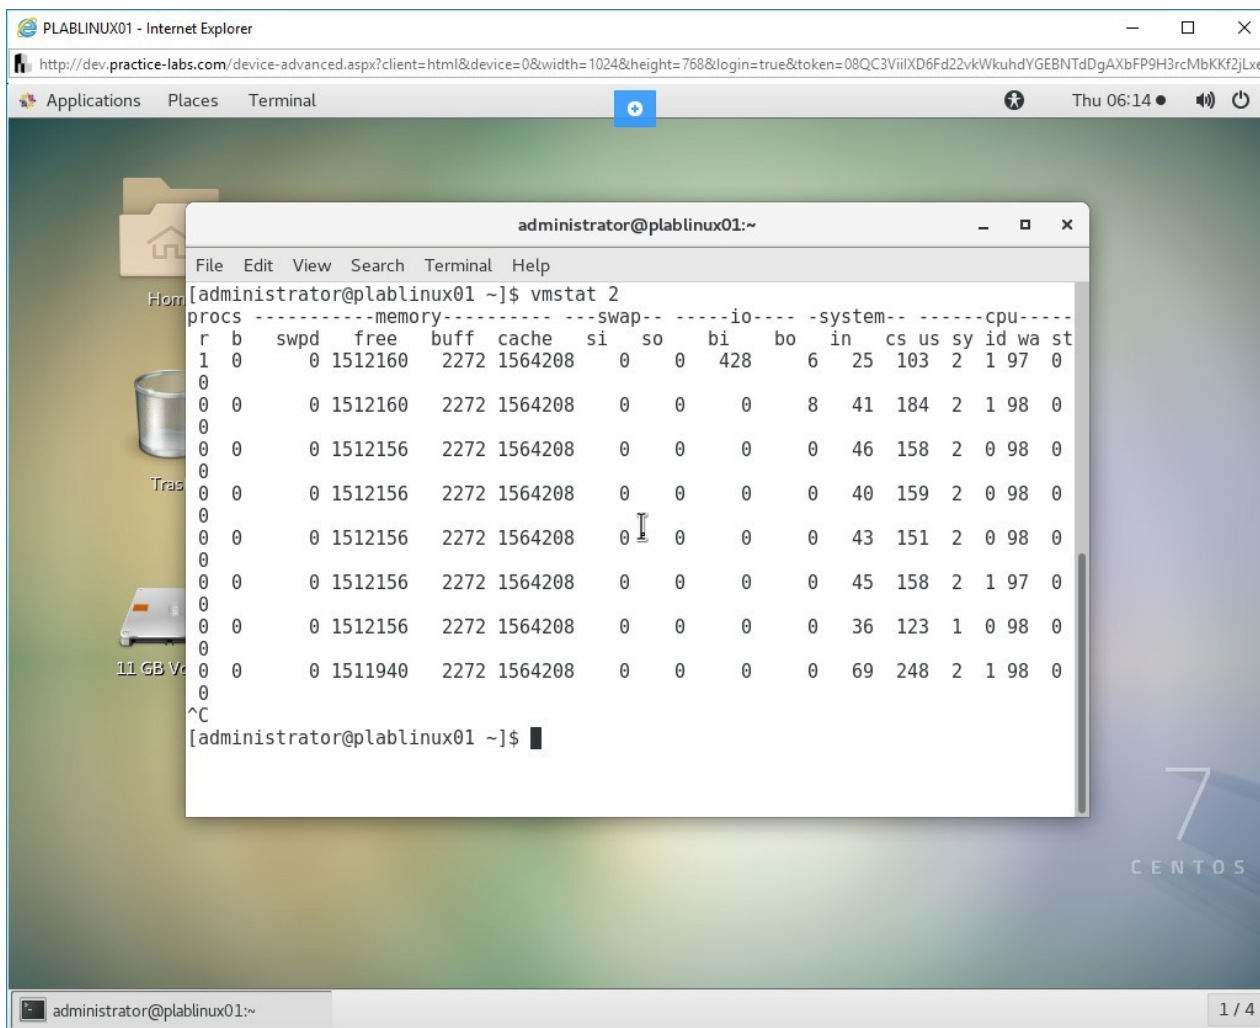 PLABLINUX01 - Internet Explorer
http://dev.practice-labs.com/device-advanced.aspx?client=html&device=0&width=1024&height=768&login=true&token=08QC3ViiIXD6Fd22vkWkuhdYGEBNTdDgAXbFP9H3rcMbKKf2jLxe
Applications Places Terminal Thu 06:14
administrator@plablinux01:~
File Edit View Search Terminal Help
Hom
Tras
11 GB Vo
[administrator@plablinux01 ~]$ vmstat 2
procs -----------memory---------- ---swap-- -----io---- -system-- ------cpu-----
 r  b   swpd   free   buff  cache   si   so    bi    bo   in   cs us sy id wa st
 1  0      0 1512160   2272 1564208    0    0   428     6   25  103  2  1 97  0
 0
 0  0      0 1512160   2272 1564208    0    0     0     8   41  184  2  1 98  0
 0
 0  0      0 1512156   2272 1564208    0    0     0     0   46  158  2  0 98  0
 0
 0  0      0 1512156   2272 1564208    0    0     0     0   40  159  2  0 98  0
 0
 0  0      0 1512156   2272 1564208    0    0     0     0   43  151  2  0 98  0
 0
 0  0      0 1512156   2272 1564208    0    0     0     0   45  158  2  1 97  0
 0
 0  0      0 1512156   2272 1564208    0    0     0     0   36  123  1  0 98  0
 0
 0  0      0 1511940   2272 1564208    0    0     0     0   69  248  2  1 98  0
 0
^C
[administrator@plablinux01 ~]$
7
CENTOS
administrator@plablinux01:~ 1 / 4